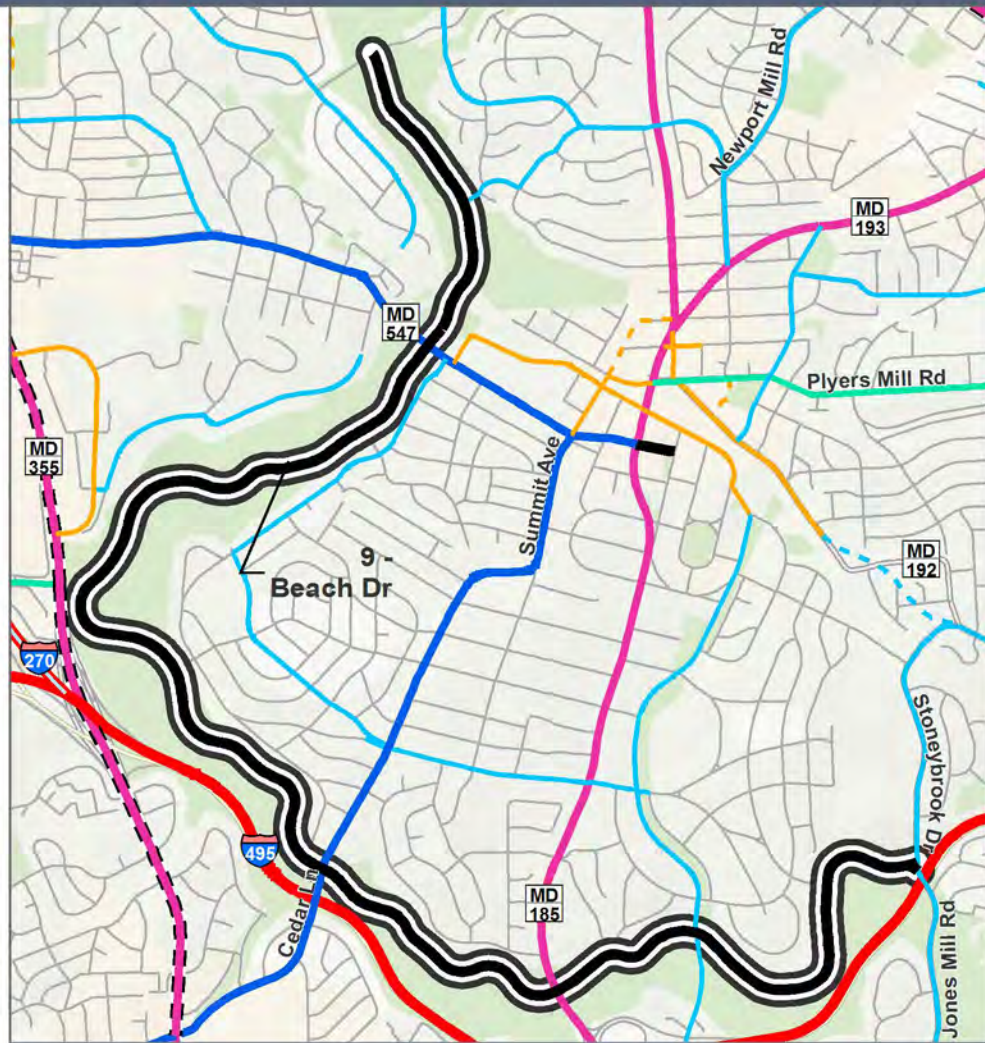 Newport Mill Rd
MD
193
MD
547
Plyers Mill Rd
MD
355
Summit Ave
9 -
Beach Dr
MD
192
270
Stoneybrook Dr
495
Cedar Ln
MD
185
Jones Mill Rd